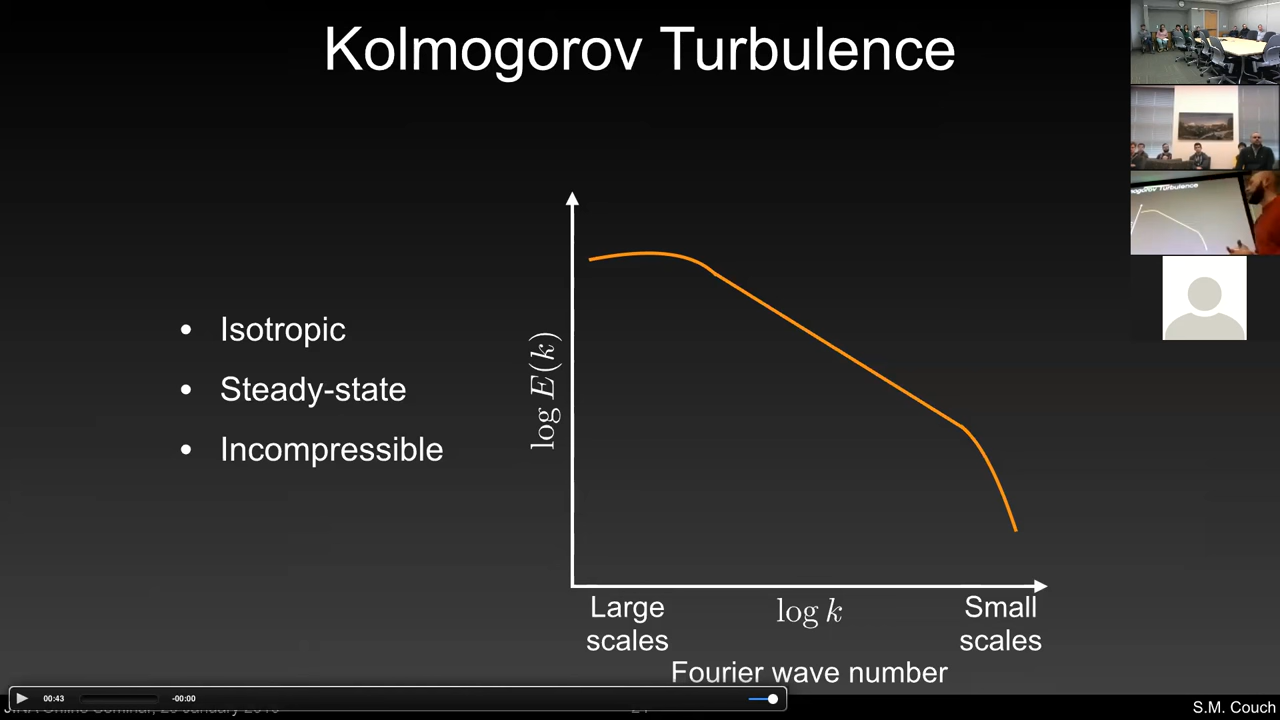 Kolmogorov Turbulence
• Isotropic
• Steady-state
• Incompressible
log E(k)
Large scales
log k
Small scales
Fourier wave number
00:43
-00:00
S.M. Couch